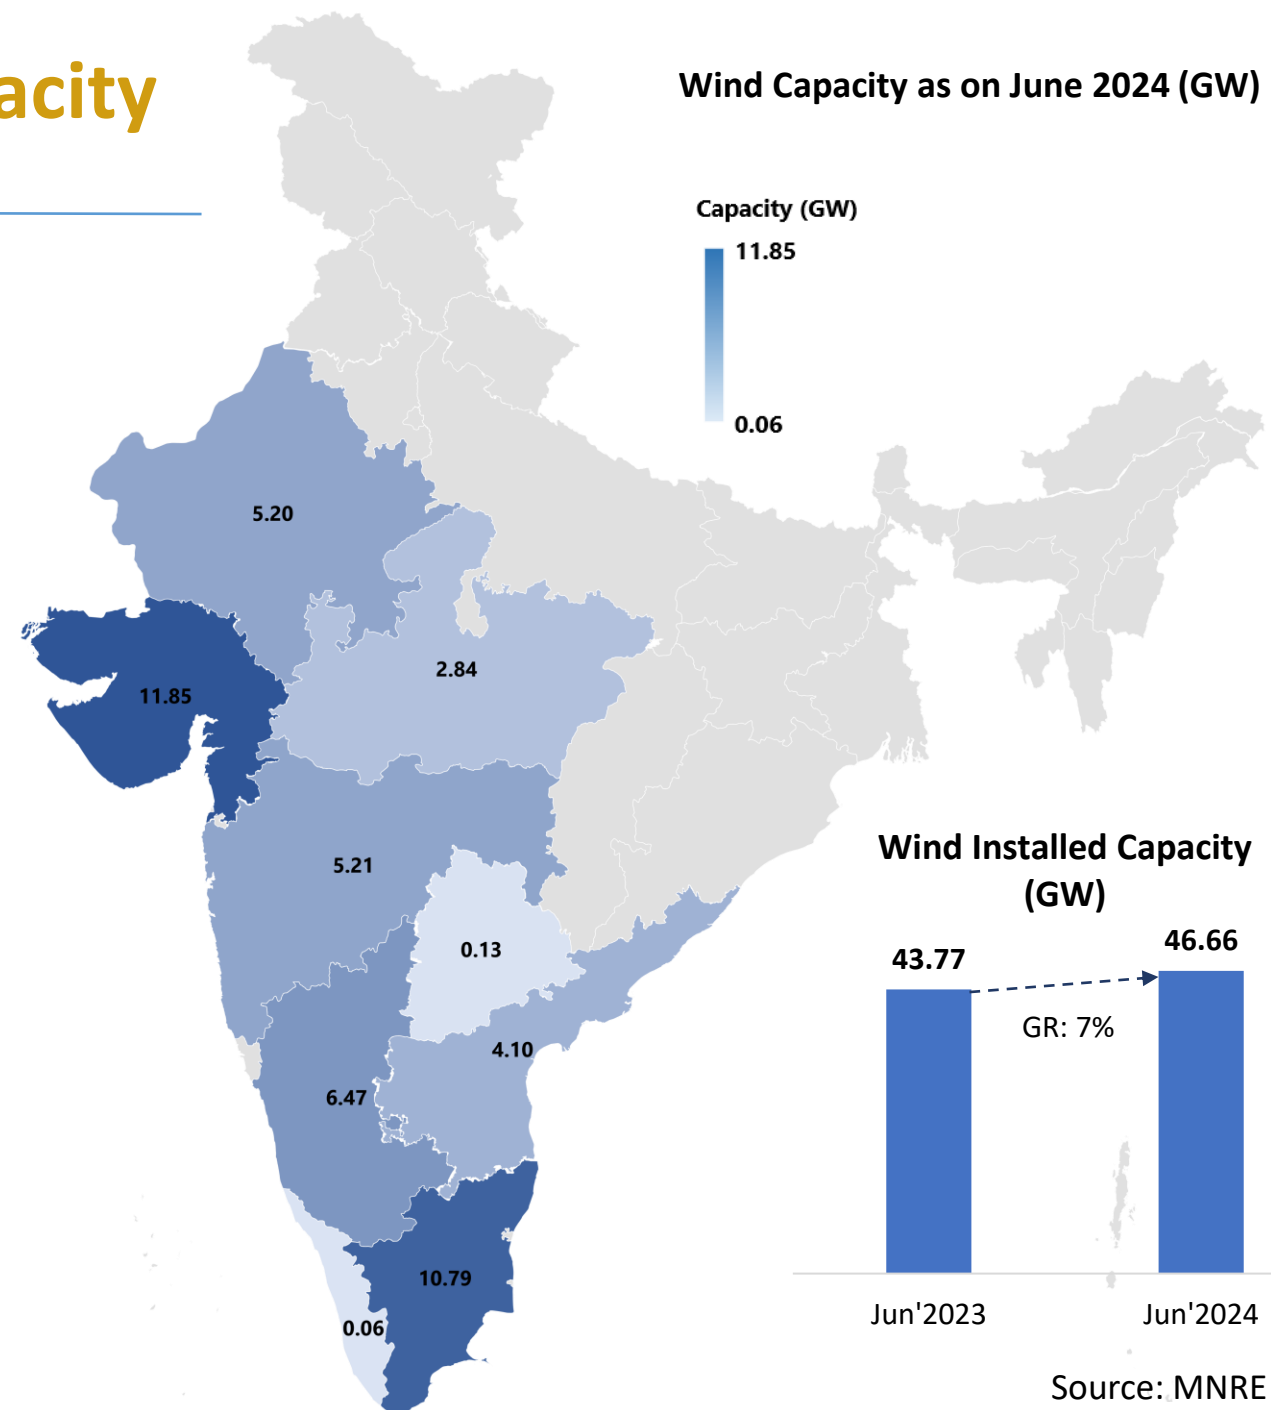 acity
Wind Capacity as on June 2024 (GW)
Capacity (GW)
11.85
0.06
5.20
2.84
11.85
5.21
0.13
4.10
6.47
10.79
0.06
Wind Installed Capacity
(GW)
43.77
46.66
GR: 7%
Jun'2023
Jun'2024
Source: MNRE